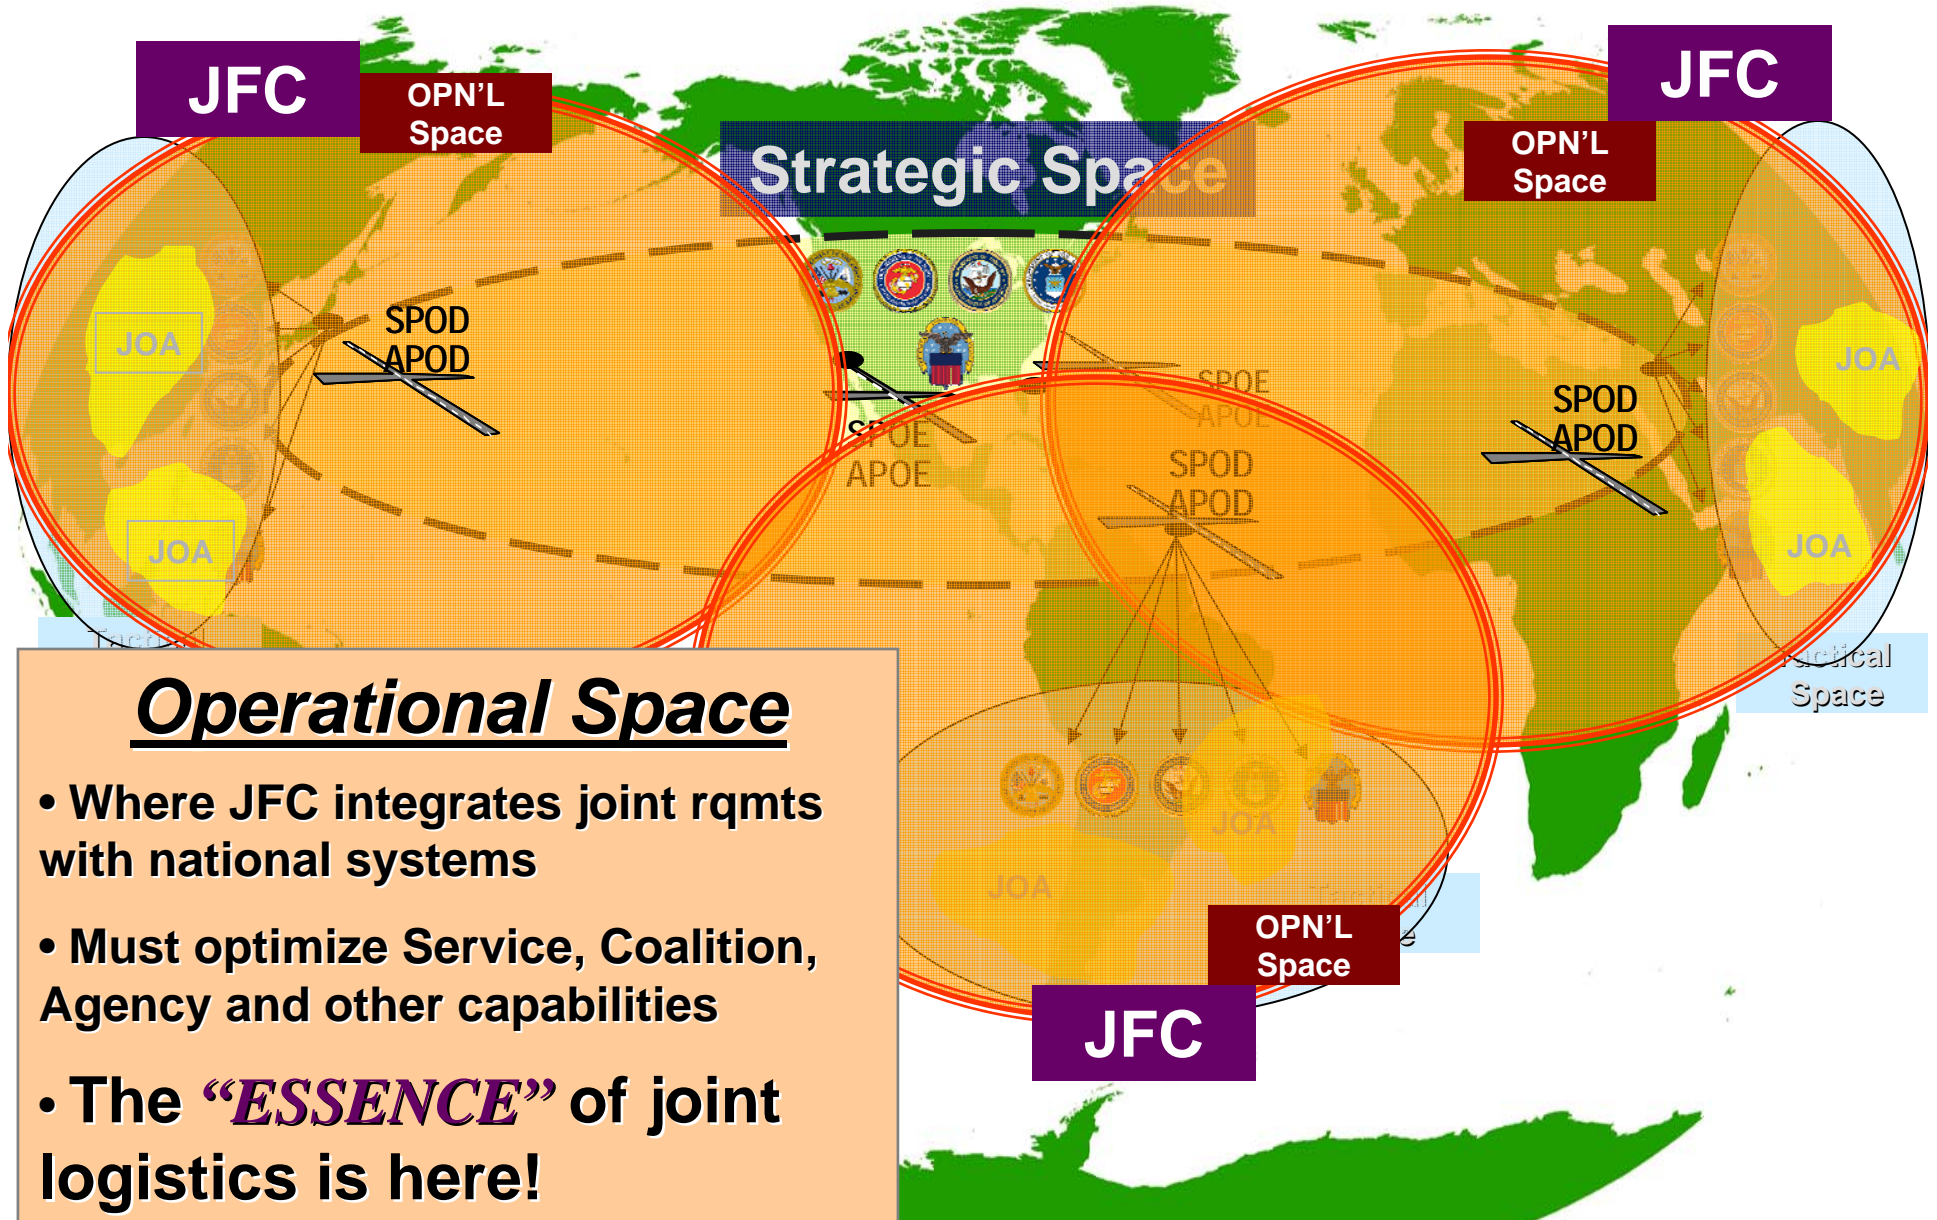 JFC
OPN’L
Space
JFC
OPN’L
Space
Strategic Space
SPOD
APOD
JOA
JOA
SPOE
APOE
SPOE
APOE
SPOD
APOD
SPOD
APOD
JOA
JOA
Tactical
Tactical
Space
JOA
JOA
Tactical
OPN’L
Space
JFC
Operational Space
• Where JFC integrates joint rqmts
with national systems
• Must optimize Service, Coalition,
Agency and other capabilities
• The “ESSENCE” of joint
logistics is here!